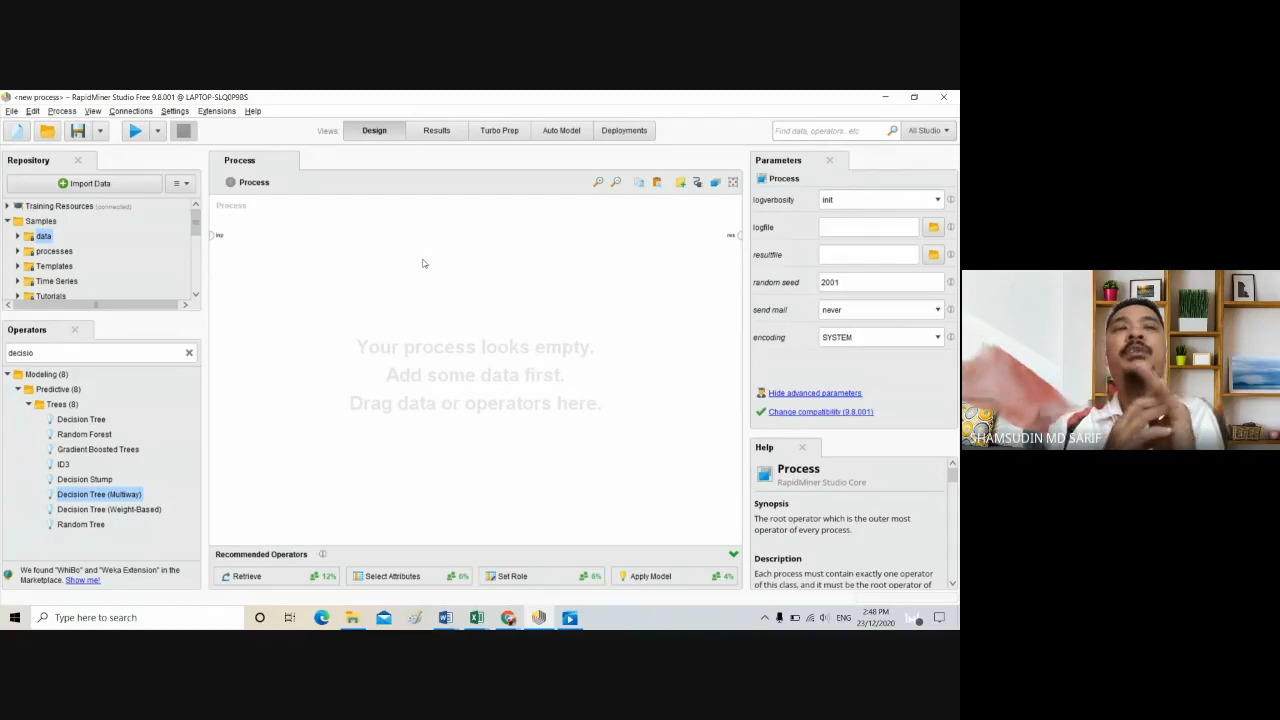 <new process> – RapidMiner Studio Free 9.8.001 @ LAPTOP-SLQ0P9BS
File Edit Process View Connections Settings Extensions Help
Views: Design Results Turbo Prep Auto Model Deployments
Find data, operators...etc
All Studio
Repository
Import Data
Training Resources (connected)
Samples
data
processes
Templates
Time Series
Tutorials
Operators
decisio
Modeling (8)
Predictive (8)
Trees (8)
Decision Tree
Random Forest
Gradient Boosted Trees
ID3
Decision Stump
Decision Tree (Multiway)
Decision Tree (Weight-Based)
Random Tree
We found "WhiBo" and "Weka Extension" in the
Marketplace. Show me!
Process
Process
Process
inp
res
Your process looks empty.
Add some data first.
Drag data or operators here.
Recommended Operators
Retrieve 12%
Select Attributes 6%
Set Role 6%
Apply Model 4%
Parameters
Process
logverbosity init
logfile
resultfile
random seed 2001
send mail never
encoding SYSTEM
Hide advanced parameters
Change compatibility (9.8.001)
Help
Process
RapidMiner Studio Core
Synopsis
The root operator which is the outer most
operator of every process.
Description
Each process must contain exactly one operator
of this class, and it must be the root operator of
Type here to search
ENG
2:48 PM
23/12/2020
SHAMSUDIN MD SARIF